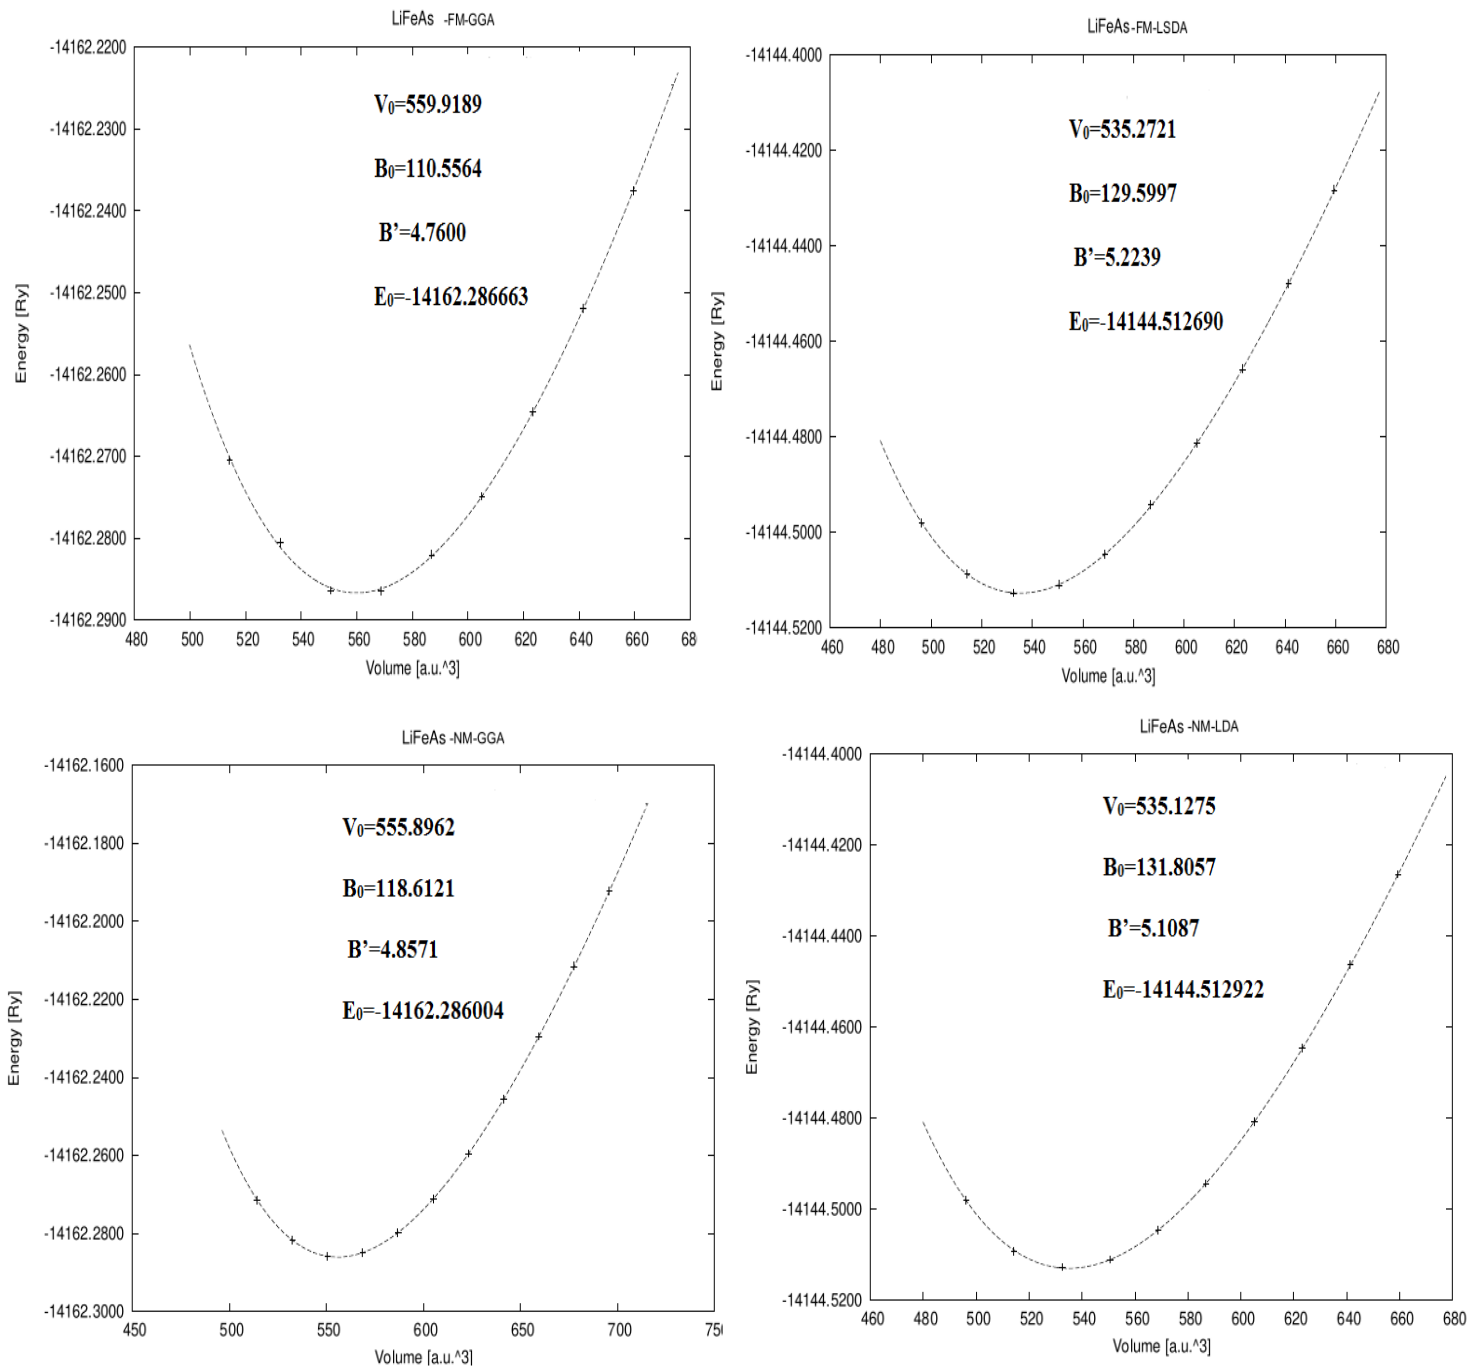 LiFeAs -FM-GGA
-14162.2200
-14162.2300
-14162.2400
-14162.2500
-14162.2600
-14162.2700
-14162.2800
-14162.2900
Energy [Ry]
V0=559.9189
B0=110.5564
B’=4.7600
E0=-14162.286663
480 500 520 540 560 580 600 620 640 660 68
Volume [a.u.^3]
LiFeAs-FM-LSDA
-14144.4000
-14144.4200
-14144.4400
-14144.4600
-14144.4800
-14144.5000
-14144.5200
Energy [Ry]
V0=535.2721
B0=129.5997
B’=5.2239
E0=-14144.512690
460 480 500 520 540 560 580 600 620 640 660 680
Volume [a.u.^3]
LiFeAs -NM-GGA
-14162.1600
-14162.1800
-14162.2000
-14162.2200
-14162.2400
-14162.2600
-14162.2800
-14162.3000
Energy [Ry]
V0=555.8962
B0=118.6121
B’=4.8571
E0=-14162.286004
450 500 550 600 650 700 75
Volume [a.u.^3]
LiFeAs -NM-LDA
-14144.4000
-14144.4200
-14144.4400
-14144.4600
-14144.4800
-14144.5000
-14144.5200
Energy [Ry]
V0=535.1275
B0=131.8057
B’=5.1087
E0=-14144.512922
460 480 500 520 540 560 580 600 620 640 660 680
Volume [a.u.^3]